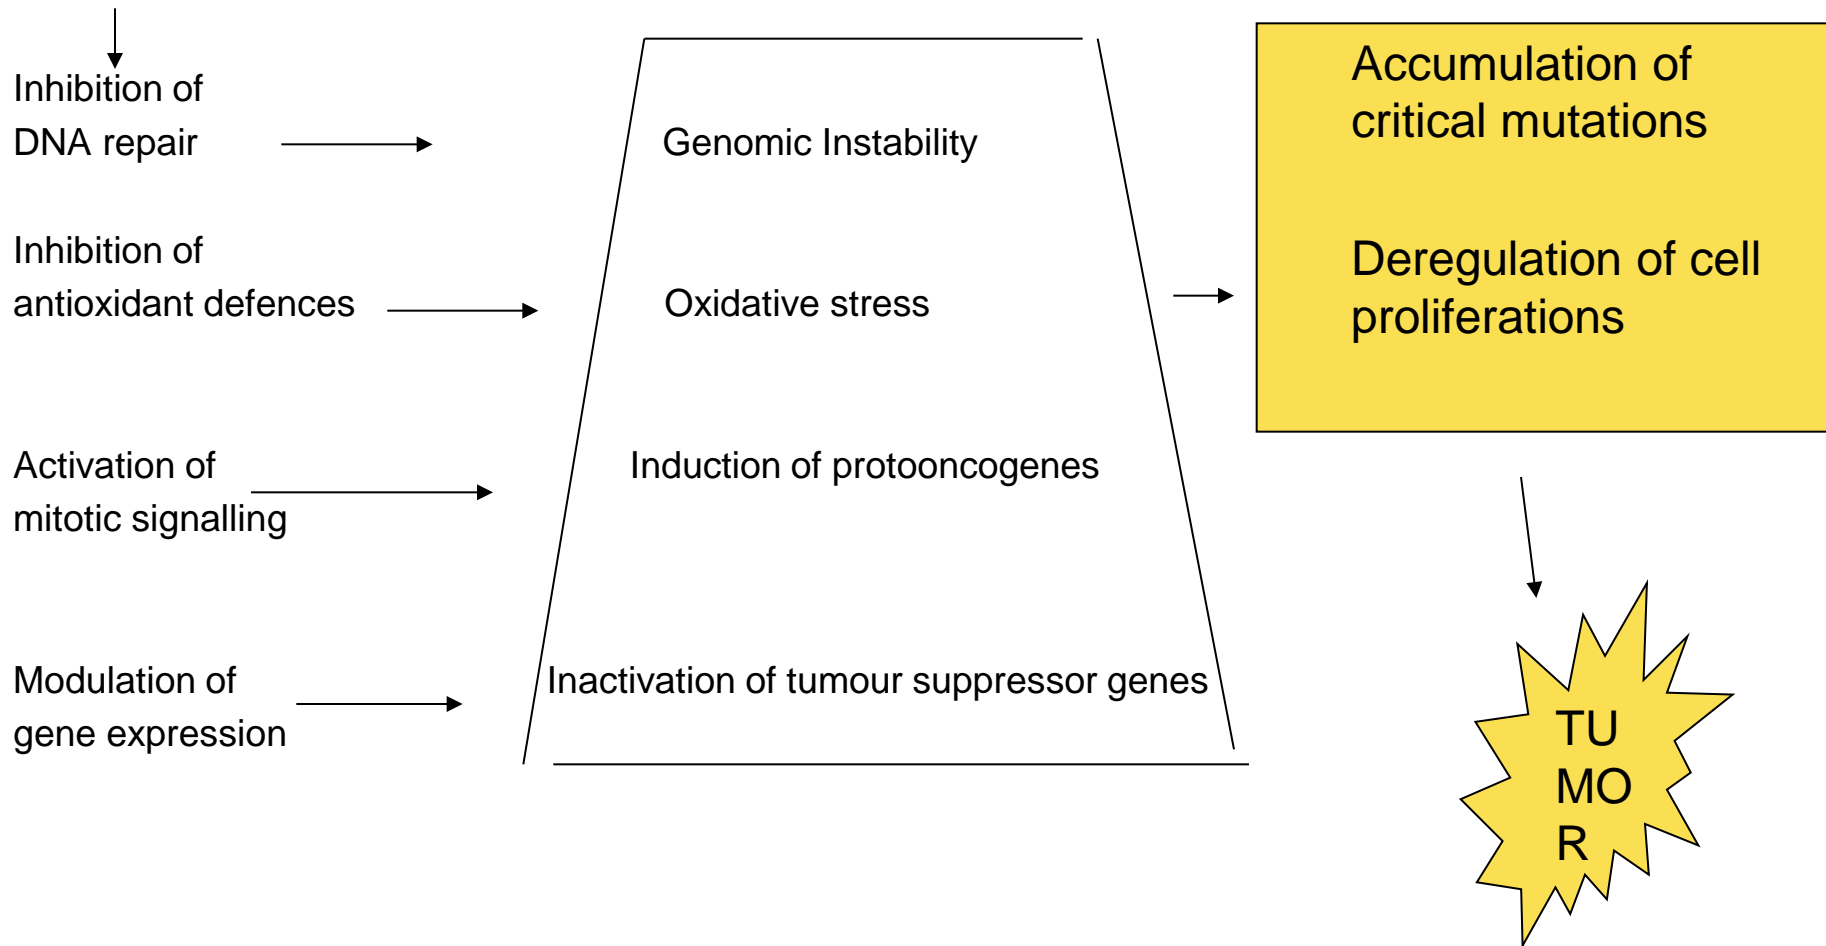 Inhibition of
DNA repair
Genomic Instability
Inhibition of
antioxidant defences
Oxidative stress
Activation of
mitotic signalling
Induction of protooncogenes
Modulation of
gene expression
Inactivation of tumour suppressor genes
Accumulation of
critical mutations
Deregulation of cell
proliferations
TU
MO
R